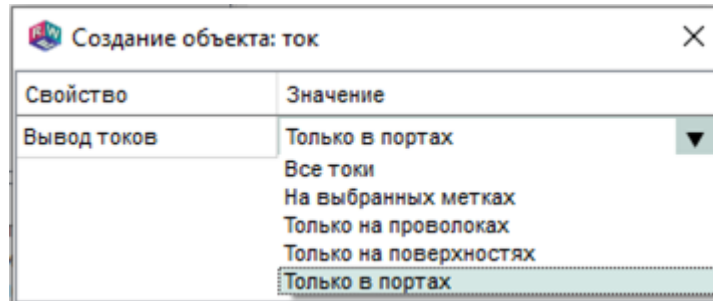 Создание объекта: ток
Свойство Значение
Вывод токов Только в портах
Все токи
На выбранных метках
Только на проволоках
Только на поверхностях
Только в портах